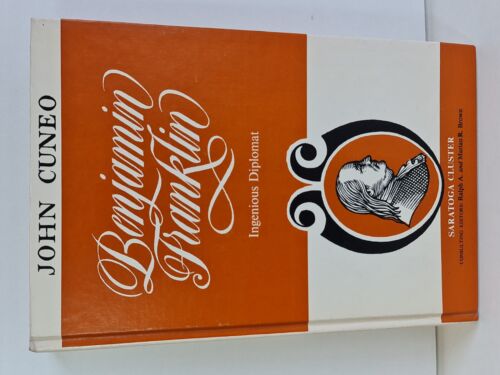 JOHN CUNEO
Benjamin
Franklin
Ingenious Diplomat
SARATOGA CLUSTER
CONSULTING EDITORS: Ralph A. and Marian R. Brown